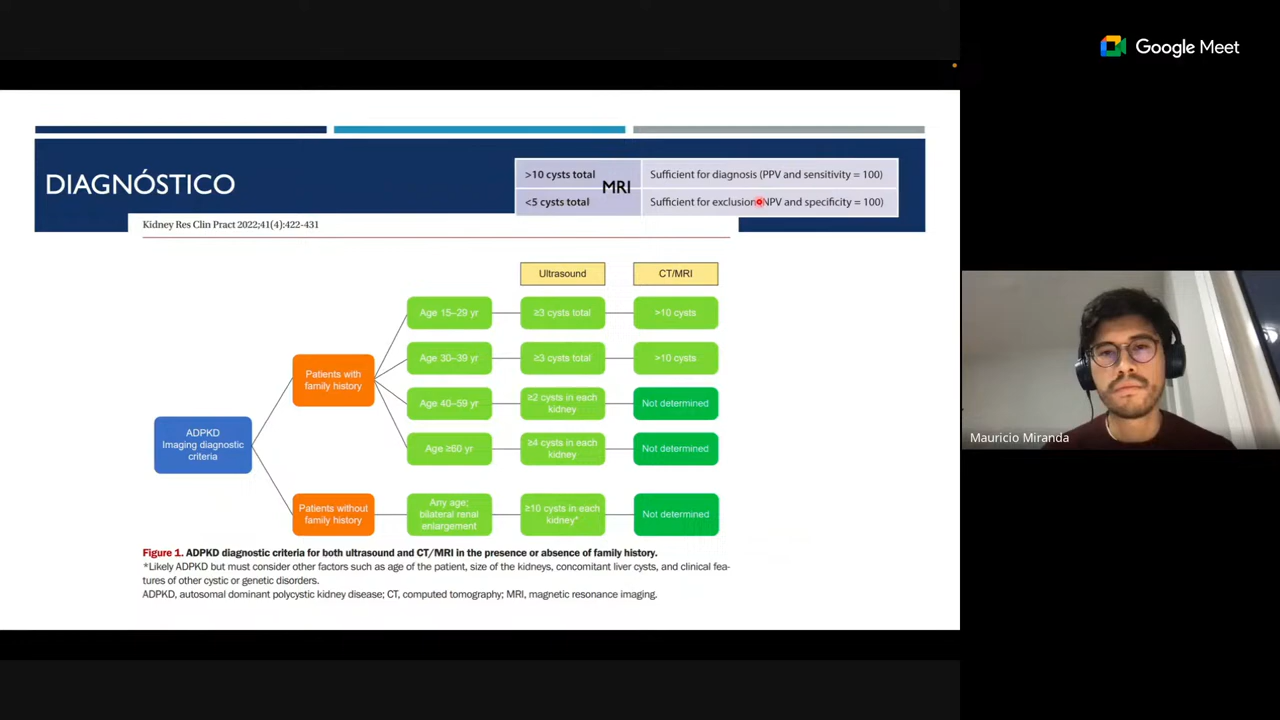 Google Meet
DIAGNÓSTICO
>10 cysts total
MRI
Sufficient for diagnosis (PPV and sensitivity = 100)
<5 cysts total
Sufficient for exclusion NPV and specificity = 100)
Kidney Res Clin Pract 2022;41(4):422-431
Ultrasound
CT/MRI
Age 15–29 yr
≥3 cysts total
>10 cysts
Patients with
family history
Age 30–39 yr
≥3 cysts total
>10 cysts
Age 40–59 yr
≥2 cysts in each
kidney
Not determined
ADPKD
Imaging diagnostic
criteria
Age ≥60 yr
≥4 cysts in each
kidney
Not determined
Patients without
family history
Any age;
bilateral renal
enlargement
≥10 cysts in each
kidney*
Not determined
Figure 1. ADPKD diagnostic criteria for both ultrasound and CT/MRI in the presence or absence of family history.
*Likely ADPKD but must consider other factors such as age of the patient, size of the kidneys, concomitant liver cysts, and clinical fea-
tures of other cystic or genetic disorders.
ADPKD, autosomal dominant polycystic kidney disease; CT, computed tomography; MRI, magnetic resonance imaging.
Mauricio Miranda